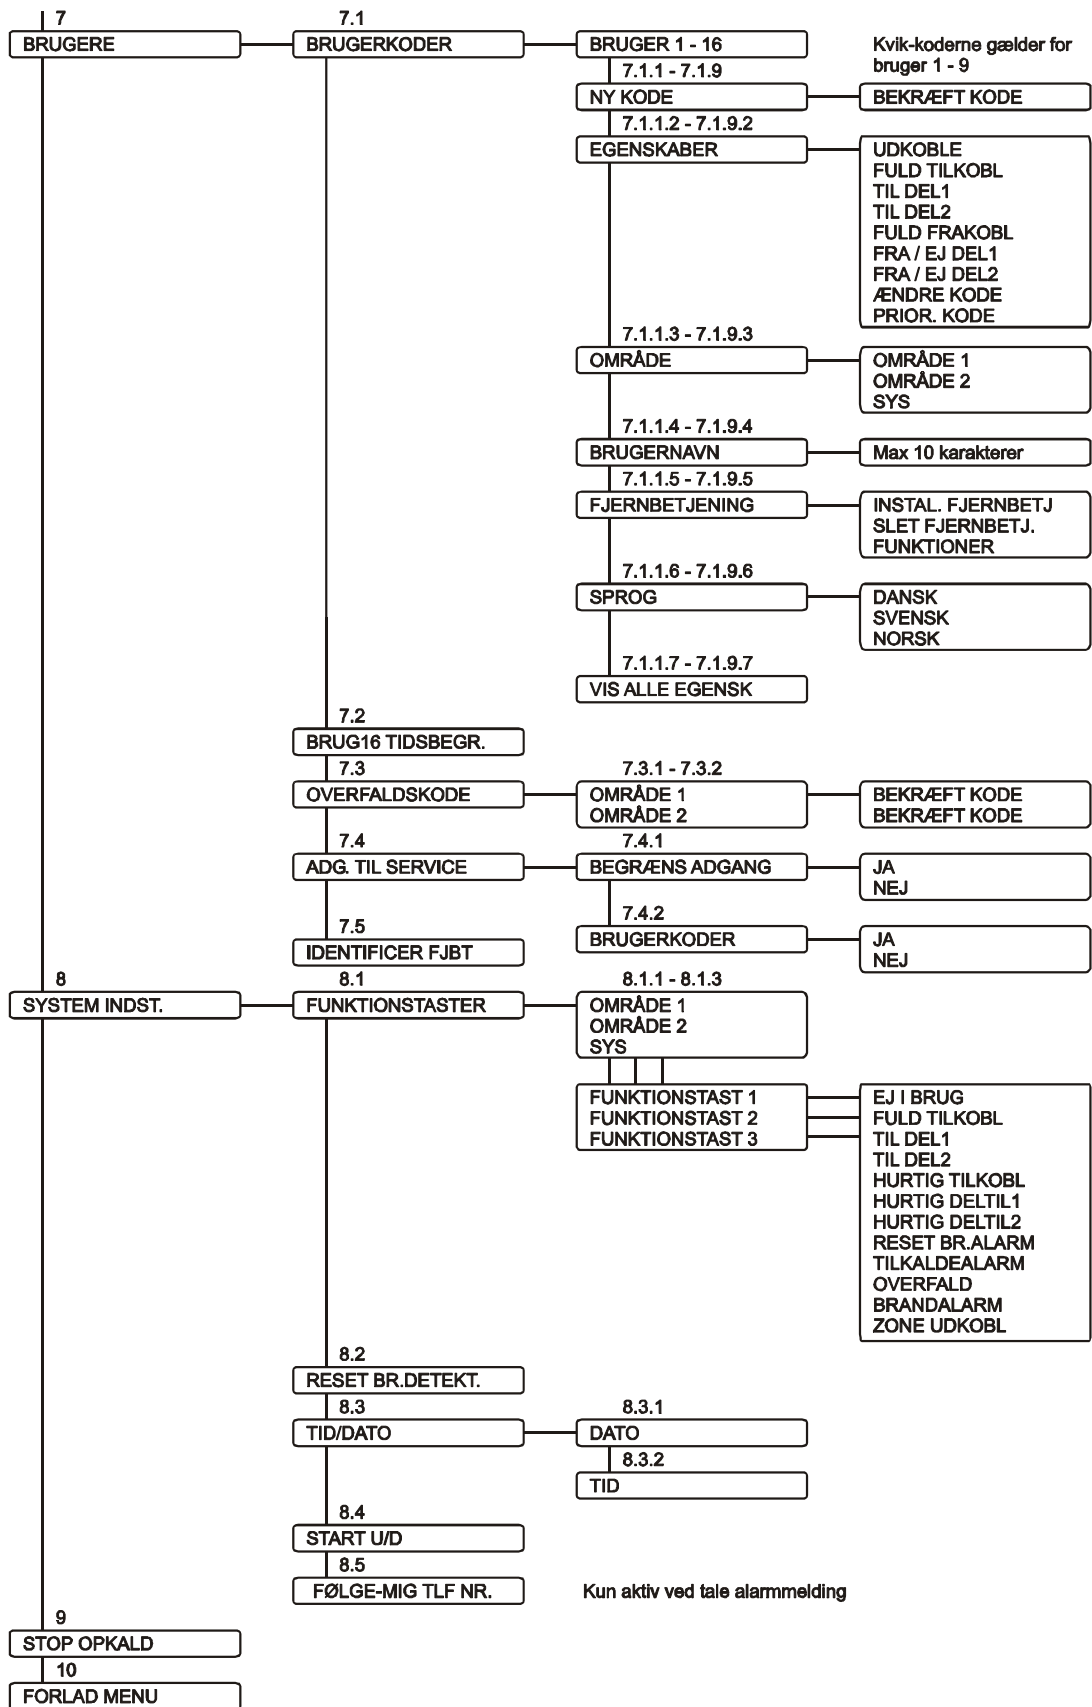 7
BRUGERE
7.1
BRUGERKODER
BRUGER 1 - 16
Kvik-koderne gælder for
bruger 1 - 9
7.1.1 - 7.1.9
NY KODE
BEKRÆFT KODE
7.1.1.2 - 7.1.9.2
EGENSKABER
UDKOBLE
FULD TILKOBL
TIL DEL1
TIL DEL2
FULD FRAKOBL
FRA / EJ DEL1
FRA / EJ DEL2
ÆNDRE KODE
PRIOR. KODE
7.1.1.3 - 7.1.9.3
OMRÅDE
OMRÅDE 1
OMRÅDE 2
SYS
7.1.1.4 - 7.1.9.4
BRUGERNAVN
Max 10 karakterer
7.1.1.5 - 7.1.9.5
FJERNBETJENING
INSTAL. FJERNBETJ
SLET FJERNBETJ.
FUNKTIONER
7.1.1.6 - 7.1.9.6
SPROG
DANSK
SVENSK
NORSK
7.1.1.7 - 7.1.9.7
VIS ALLE EGENSK
7.2
BRUG16 TIDSBEGR.
7.3
OVERFALDSKODE
7.3.1 - 7.3.2
OMRÅDE 1
OMRÅDE 2
BEKRÆFT KODE
BEKRÆFT KODE
7.4
ADG. TIL SERVICE
7.4.1
BEGRÆNS ADGANG
JA
NEJ
7.4.2
BRUGERKODER
JA
NEJ
7.5
IDENTIFICER FJBT
8
SYSTEM INDST.
8.1
FUNKTIONSTASTER
8.1.1 - 8.1.3
OMRÅDE 1
OMRÅDE 2
SYS
FUNKTIONSTAST 1
FUNKTIONSTAST 2
FUNKTIONSTAST 3
EJ I BRUG
FULD TILKOBL
TIL DEL1
TIL DEL2
HURTIG TILKOBL
HURTIG DELTIL1
HURTIG DELTIL2
RESET BR.ALARM
TILKALDEALARM
OVERFALD
BRANDALARM
ZONE UDKOBL
8.2
RESET BR.DETEKT.
8.3
TID/DATO
8.3.1
DATO
8.3.2
TID
8.4
START U/D
8.5
FØLGE-MIG TLF NR.
Kun aktiv ved tale alarmmelding
9
STOP OPKALD
10
FORLAD MENU